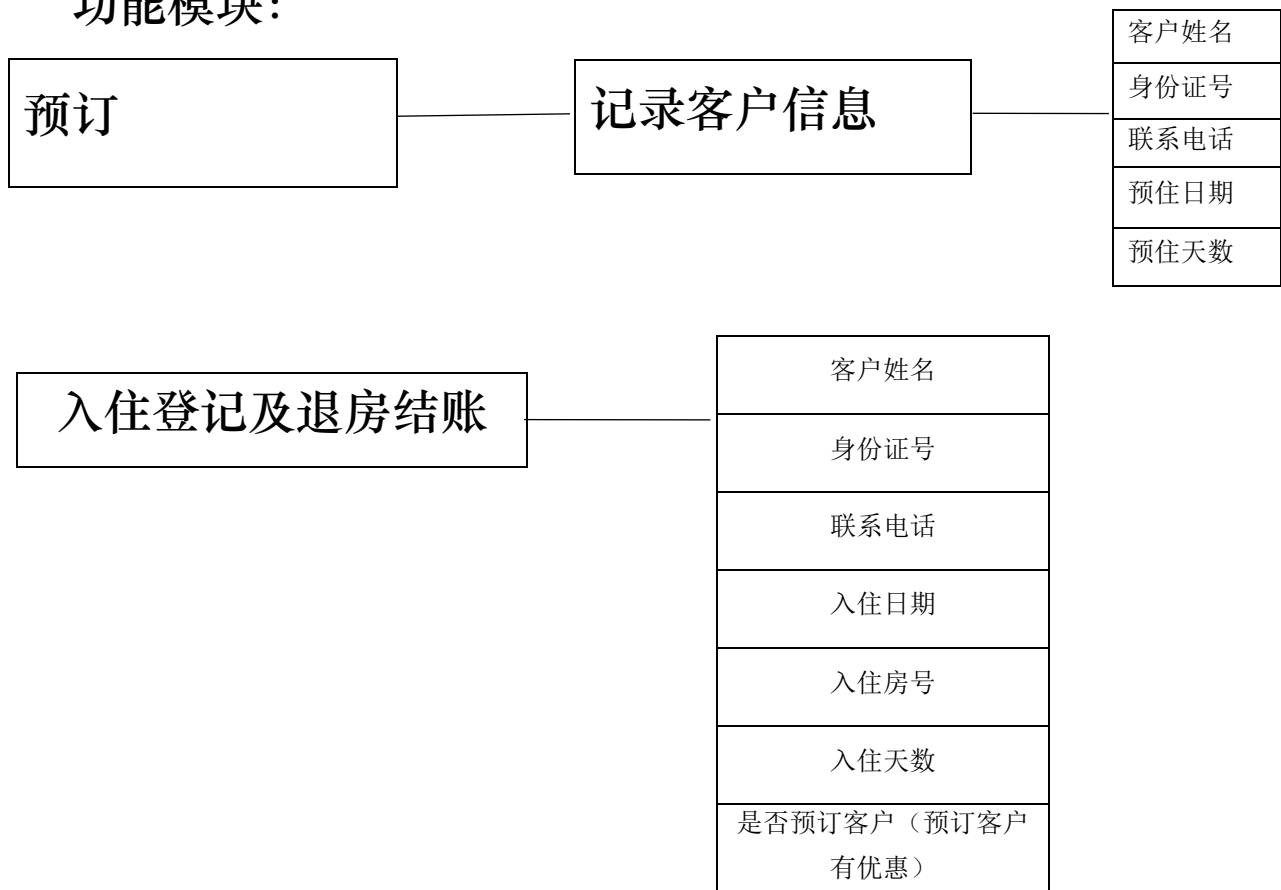 功能模块：
预订
记录客户信息
客户姓名
身份证号
联系电话
预住日期
预住天数
入住登记及退房结账
客户姓名
身份证号
联系电话
入住日期
入住房号
入住天数
是否预订客户（预订客户
有优惠）